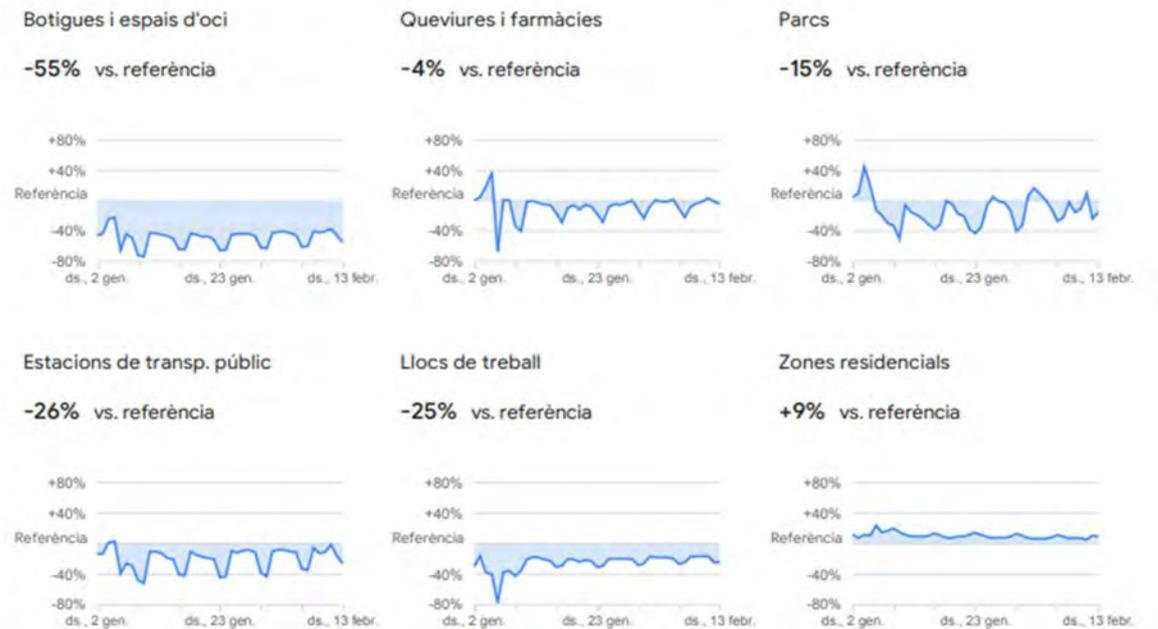 Botigues i espais d'oci
-55% vs. referència
+80%
+40%
Referència
-40%
-80%
ds., 2 gen. ds., 23 gen. ds., 13 febr.
Queviures i farmàcies
-4% vs. referència
+80%
+40%
Referència
-40%
-80%
ds., 2 gen. ds., 23 gen. ds., 13 febr.
Parcs
-15% vs. referència
+80%
+40%
Referència
-40%
-80%
ds., 2 gen. ds., 23 gen. ds., 13 febr.
Estacions de transp. públic
-26% vs. referència
+80%
+40%
Referència
-40%
-80%
ds., 2 gen. ds., 23 gen. ds., 13 febr.
Llocs de treball
-25% vs. referència
+80%
+40%
Referència
-40%
-80%
ds., 2 gen. ds., 23 gen. ds., 13 febr.
Zones residencials
+9% vs. referència
+80%
+40%
Referència
-40%
-80%
ds., 2 gen. ds., 23 gen. ds., 13 febr.